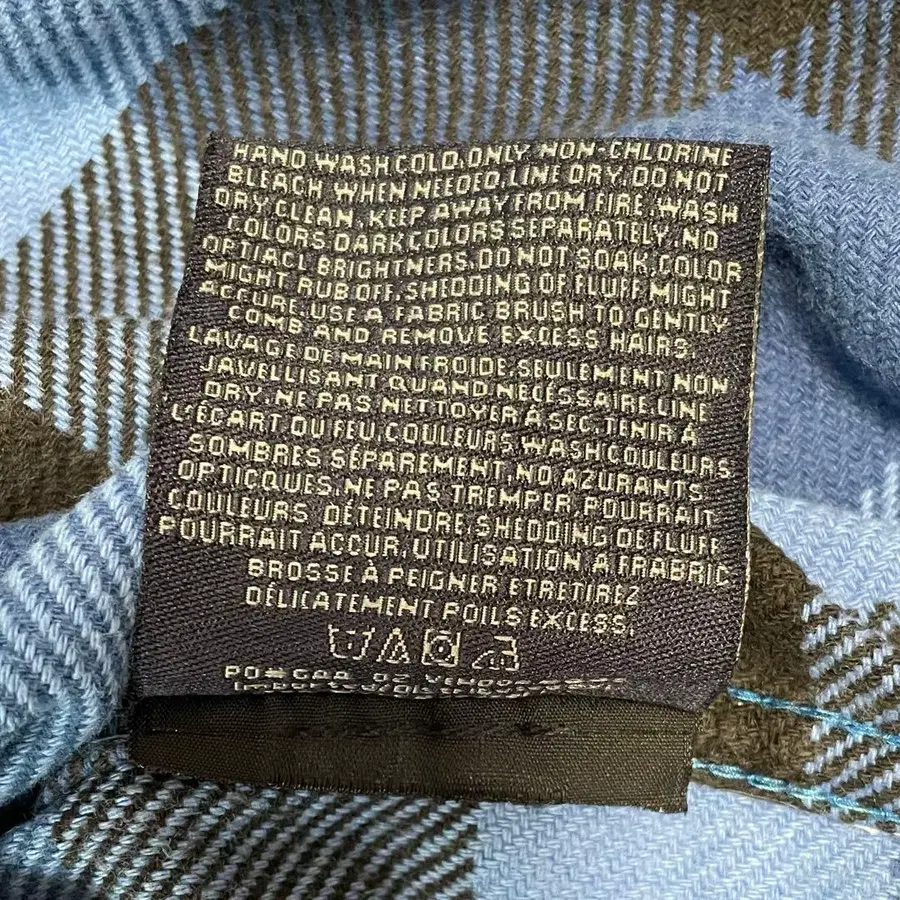 HAND WASH COLD.ONLY NON-CHLORINE
BLEACH WHEN NEEDED.LINE DRY.DO NOT
DRY CLEAN.KEEP AWAY FROM FIRE.WASH
COLORS DARK COLORS SEPARATELY.NO
OPTIACL BRIGHTNERS.DO NOT SOAK.COLOR
MIGHT RUB OFF.SHEDDING OF FLUFF MIGHT
ACCURE.USE A FABRIC BRUSH TO GENTLY
COMB AND REMOVE EXCESS HAIRS.
LAVAGE DE MAIN FROIDE.SEULEMENT NON
JAVELLISANT QUAND NÉCESSAIRE.LINE
DRY.NE PAS NETTOYER À SEC.TENIR À
L'ÉCART DU FEU.COULEURS WASH COULEURS
SOMBRES SÉPAREMENT.NO AZURANTS
OPTICQUES.NE PAS TREMPER.POURRAIT
COULEURS DÉTEINDRE.SHEDDING OF FLUFF
POURRAIT ACCUR.UTILISATION A FRABRIC
BROSSE À PEIGNER ET RETIREZ
DÉLICATEMENT POILS EXCESS.